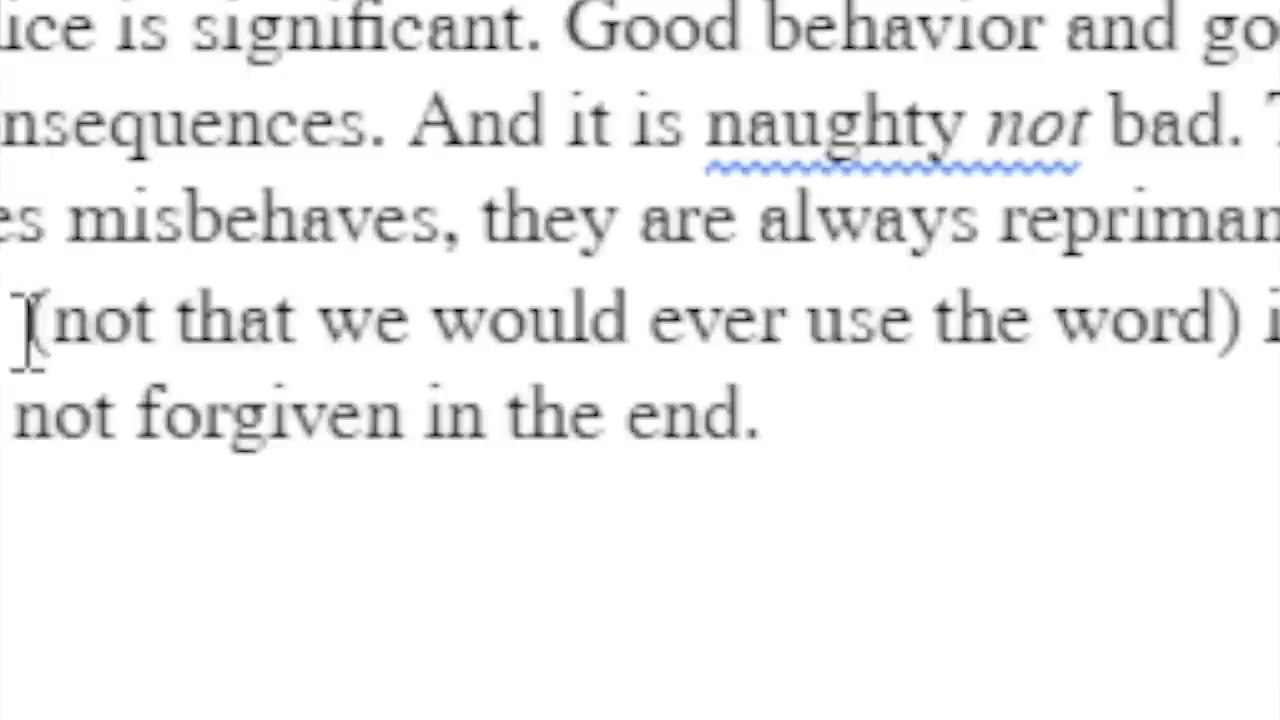 ice is significant. Good behavior and go
nsequences. And it is naughty not bad.
es misbehaves, they are always repriman
(not that we would ever use the word) i
not forgiven in the end.